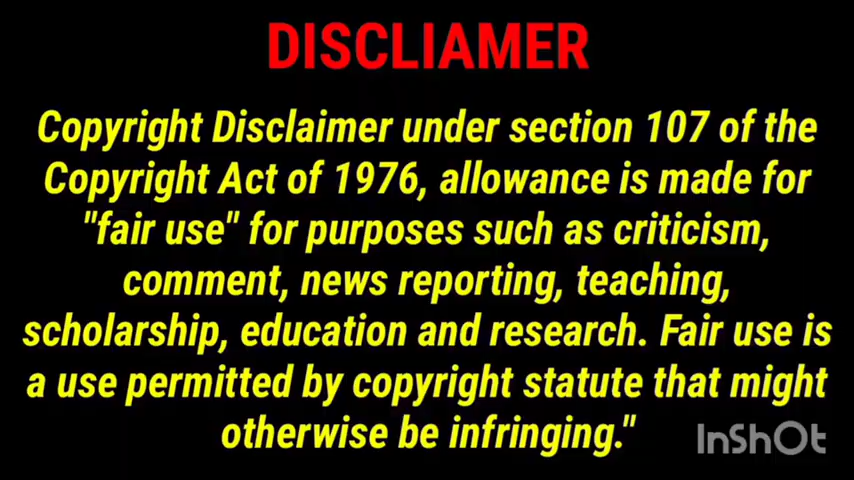 DISCLIAMER
Copyright Disclaimer under section 107 of the
Copyright Act of 1976, allowance is made for
"fair use" for purposes such as criticism,
comment, news reporting, teaching,
scholarship, education and research. Fair use is
a use permitted by copyright statute that might
otherwise be infringing."
InShOt